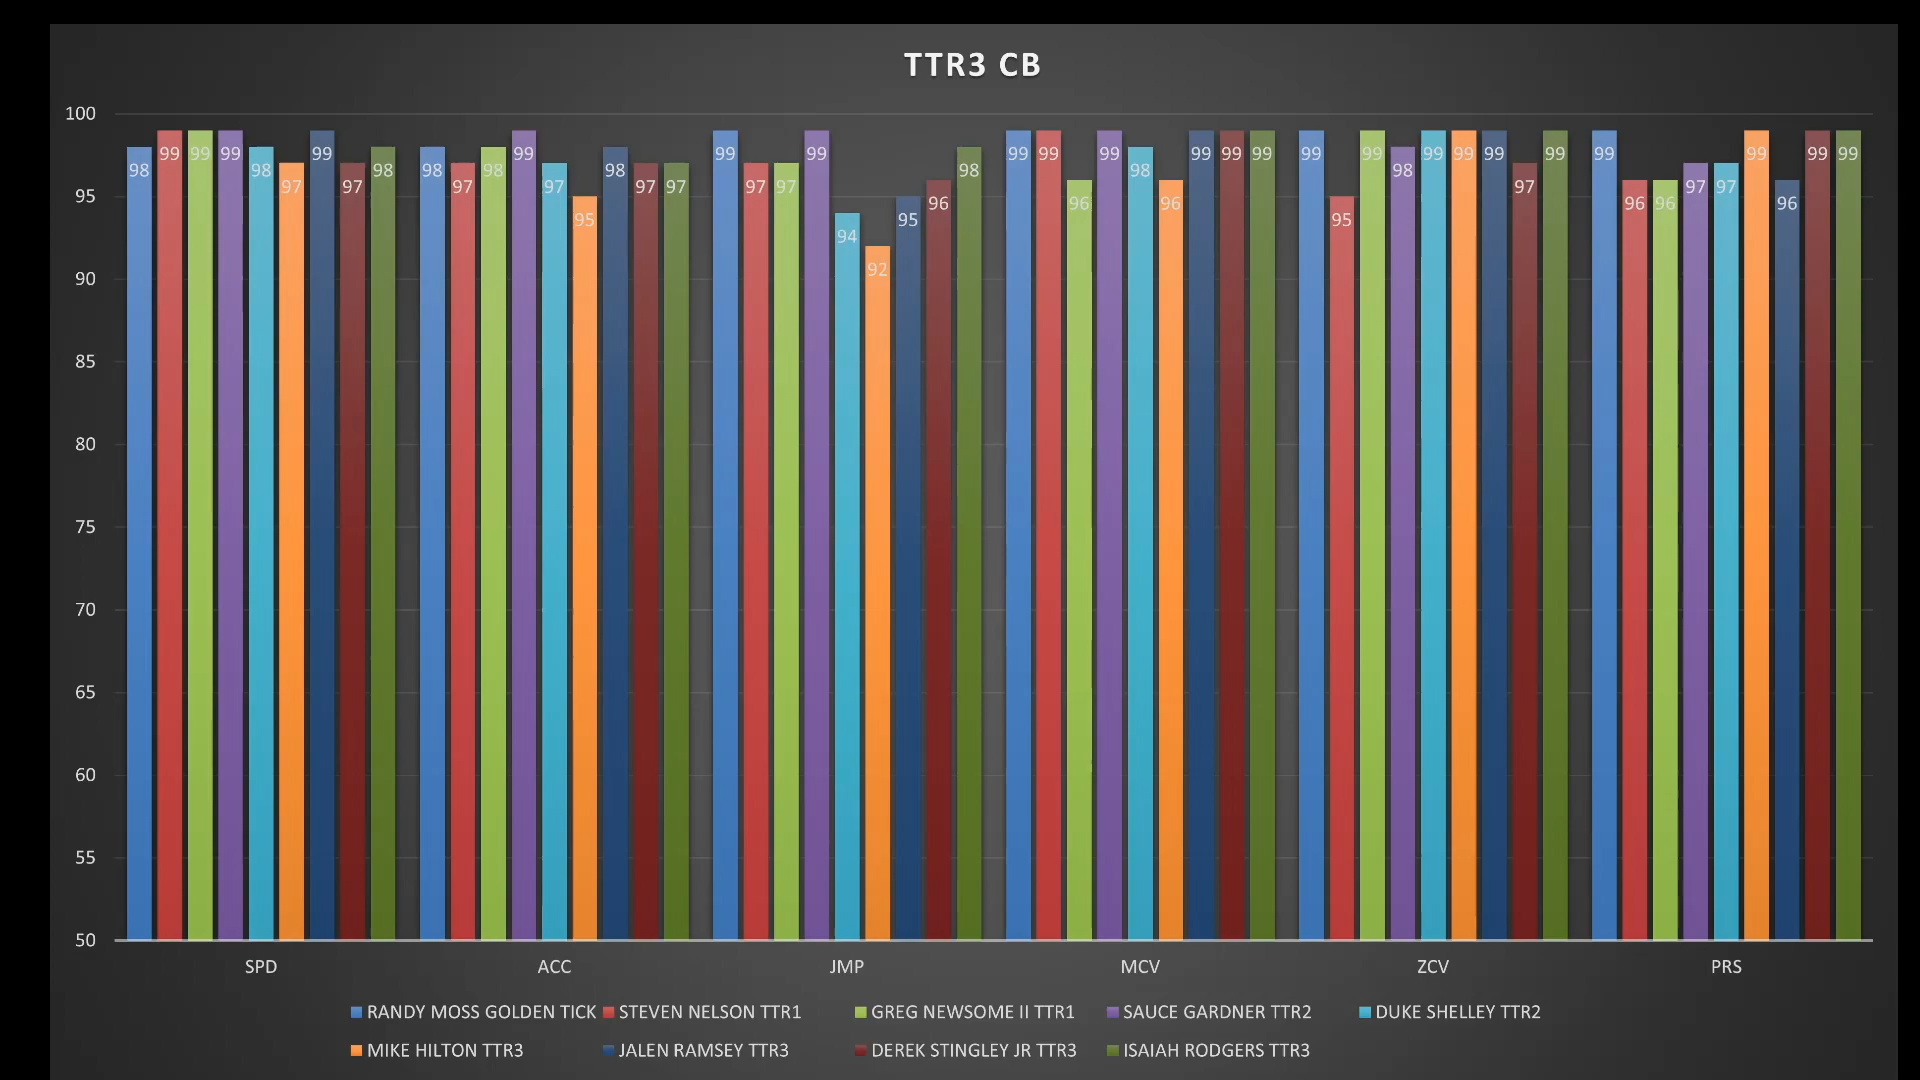 TTR3 CB
100
95
90
85
80
75
70
65
60
55
50
98 99 99 99 98 97 99 97 98
98 97 98 99 97 95 98 97 97
99 97 97 99 94 92 95 96 98
99 99 96 99 98 96 99 99 99
99 95 99 98 99 99 99 97 99
99 96 96 97 97 99 96 99 99
SPD ACC JMP MCV ZCV PRS
RANDY MOSS GOLDEN TICK STEVEN NELSON TTR1 GREG NEWSOME II TTR1 SAUCE GARDNER TTR2 DUKE SHELLEY TTR2
MIKE HILTON TTR3 JALEN RAMSEY TTR3 DEREK STINGLEY JR TTR3 ISAIAH RODGERS TTR3